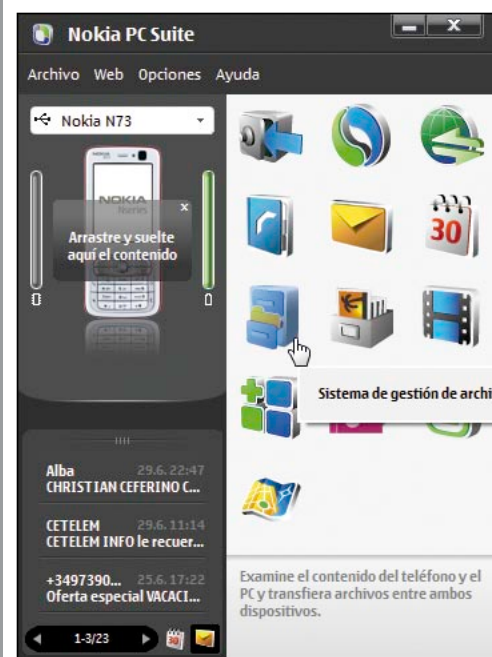 Nokia PC Suite
Archivo Web Opciones Ayuda
Nokia N73
NOKIA
Nseries
Arrastre y suelte
aquí el contenido
30
Sistema de gestión de archi
Alba 29.6. 22:47
CHRISTIAN CEFERINO C...
CETELEM 29.6. 11:14
CETELEM INFO le recuer...
+3497390... 25.6. 17:22
Oferta especial VACACI...
1-3/23
Examine el contenido del teléfono y el
PC y transfiera archivos entre ambos
dispositivos.